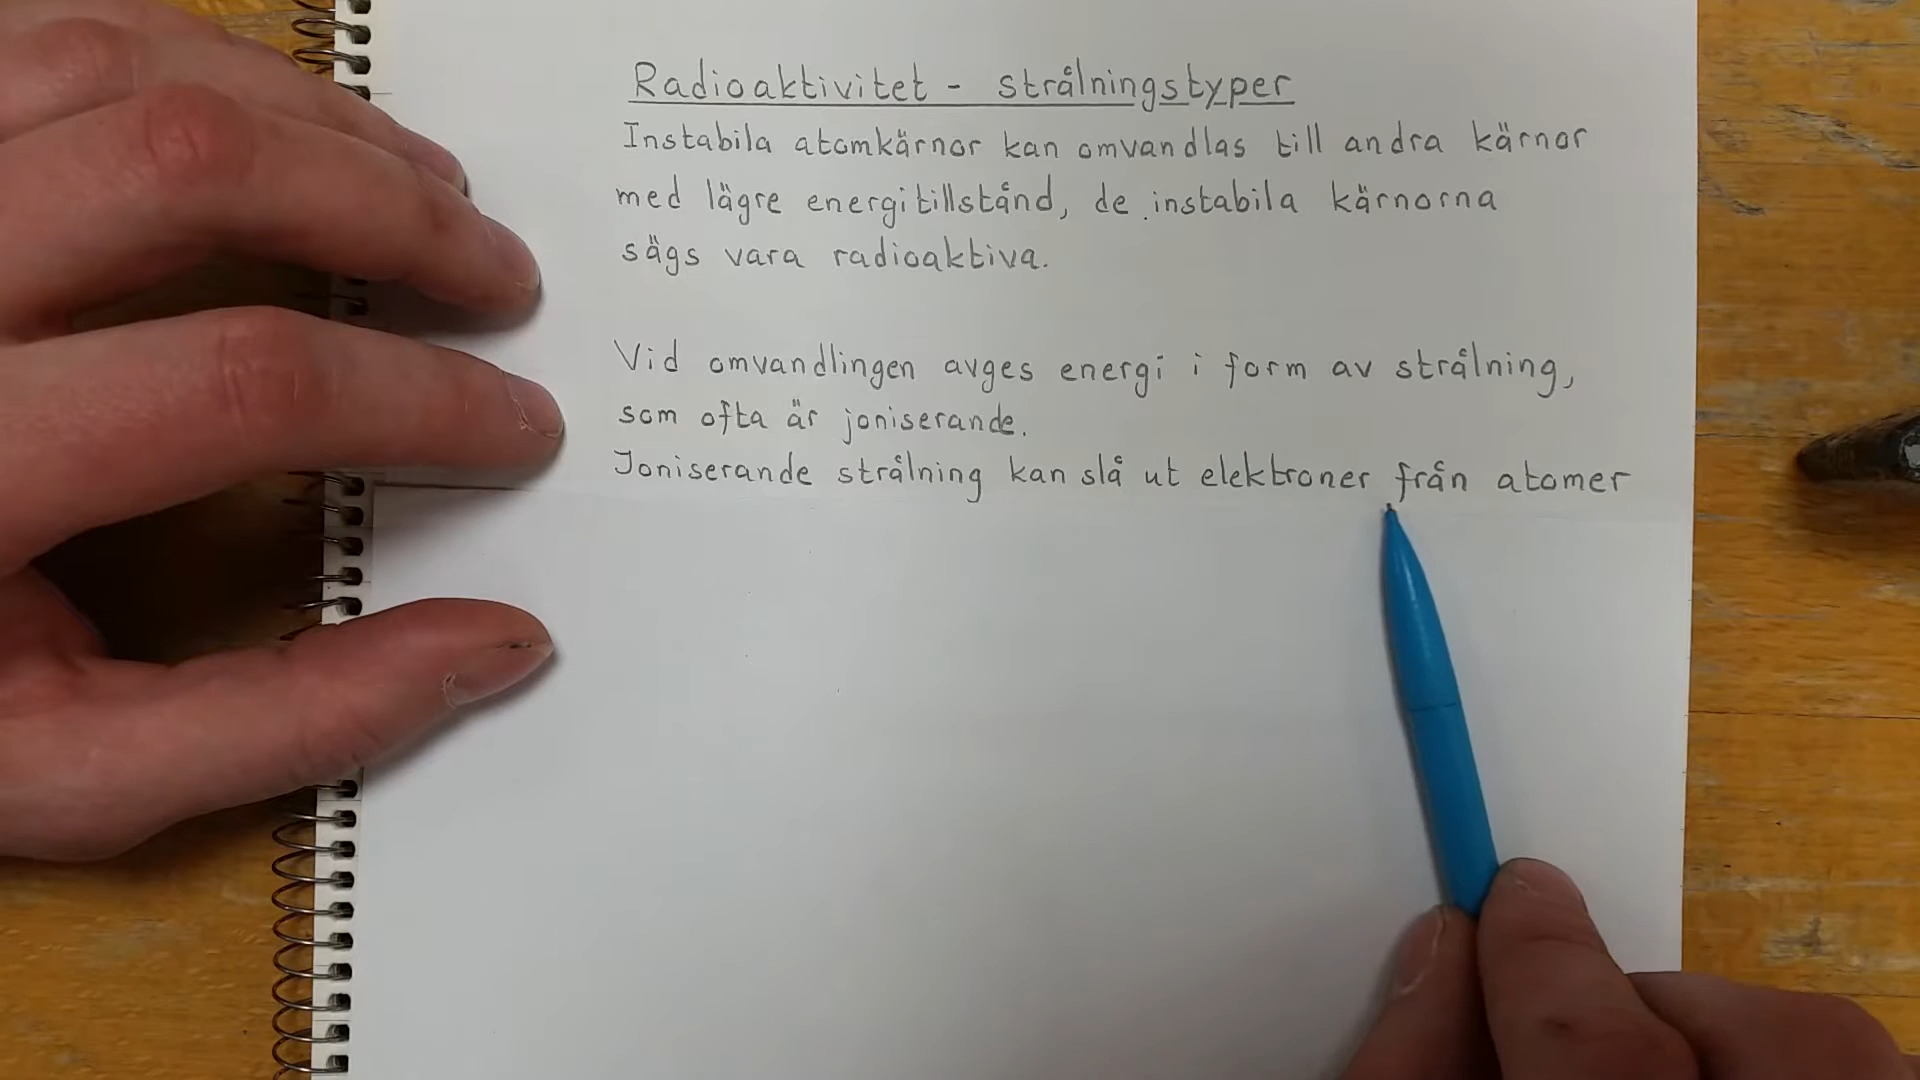 Radioaktivitet - strålningstyper
Instabila atomkärnor kan omvandlas till andra kärnor
med lägre energitillstånd, de instabila kärnorna
sägs vara radioaktiva.
Vid omvandlingen avges energi i form av strålning,
som ofta är joniserande.
Joniserande strålning kan slå ut elektroner från atomer